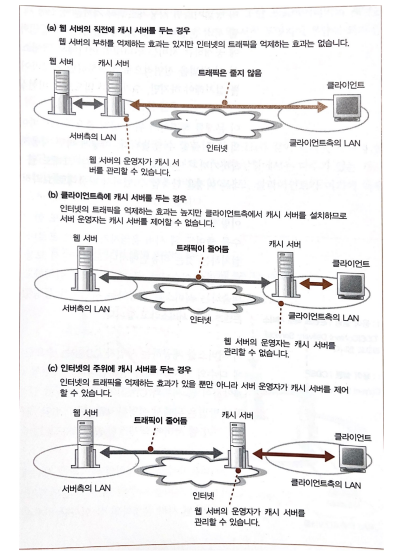 (a) 웹 서버의 직전에 캐시 서버를 두는 경우
웹 서버의 부하를 억제하는 효과는 있지만 인터넷의 트래픽을 억제하는 효과는 없습니다.
웹 서버
캐시 서버
트래픽은 줄지 않음
클라이언트
서버측의 LAN
인터넷
클라이언트측의 LAN
웹 서버의 운영자가 캐시 서
버를 관리할 수 있습니다.
(b) 클라이언트측에 캐시 서버를 두는 경우
인터넷의 트래픽을 억제하는 효과는 높지만 클라이언트측에서 캐시 서버를 설치하므로
서버 운영자는 캐시 서버를 제어할 수 없습니다.
웹 서버
트래픽이 줄어듬
캐시 서버
클라이언트
서버측의 LAN
인터넷
클라이언트측의 LAN
웹 서버의 운영자는 캐시 서버를
관리할 수 없습니다.
(c) 인터넷의 주위에 캐시 서버를 두는 경우
인터넷의 트래픽을 억제하는 효과가 있을 뿐만 아니라 서버 운영자가 캐시 서버를 제어
할 수 있습니다.
웹 서버
트래픽이 줄어듬
캐시 서버
클라이언트
서버측의 LAN
인터넷
클라이언트측의 LAN
웹 서버의 운영자가 캐시 서버를
관리할 수 있습니다.